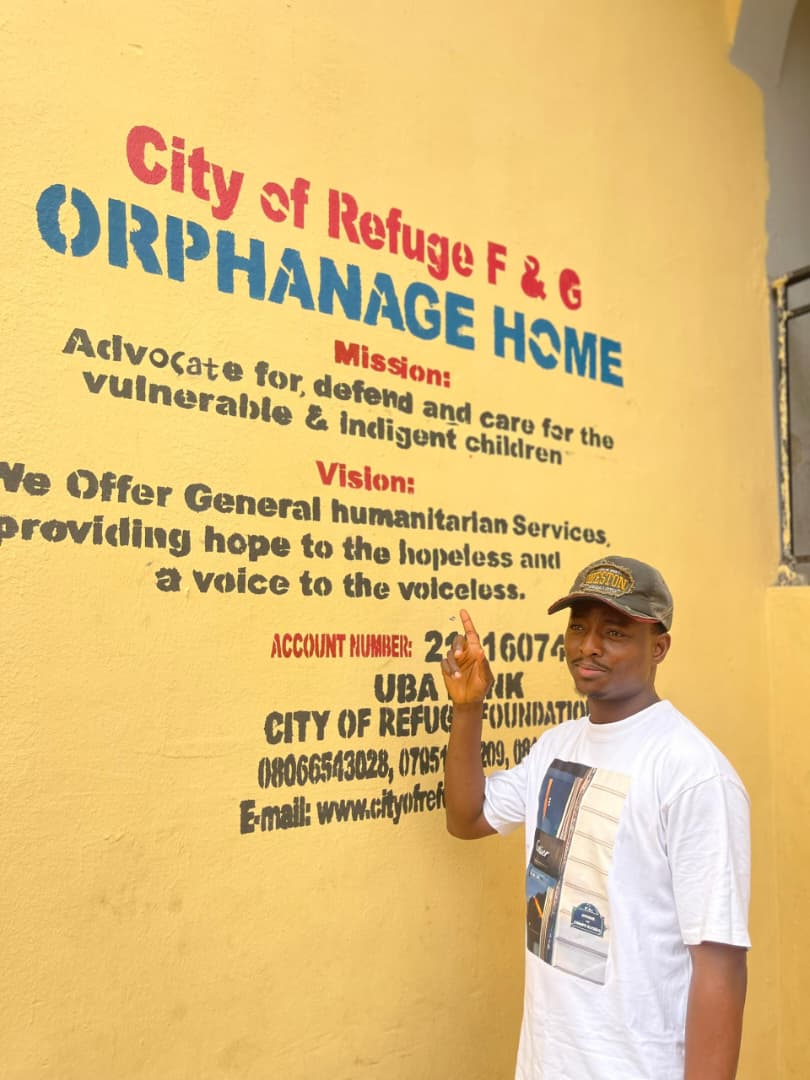 City of Refuge F & G
ORPHANAGE HOME
Mission:
Advocate for, defend and care for the
vulnerable & indigent children
Vision:
We Offer General humanitarian Services,
providing hope to the hopeless and
a voice to the voiceless.
ACCOUNT NUMBER:
UBA
CITY OF
08066543028,
E-mail:
WESTON